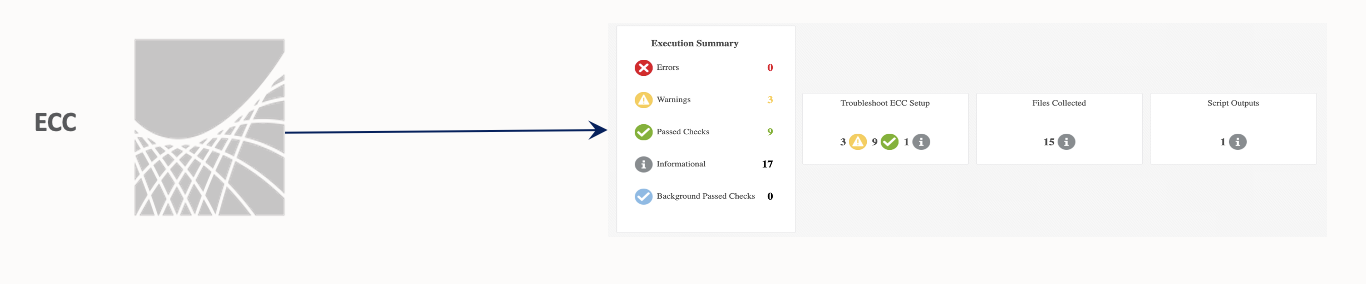 ECC
Execution Summary
Errors 0
Warnings 3
Passed Checks 9
Informational 17
Background Passed Checks 0
Troubleshoot ECC Setup
3 9 1
Files Collected
15
Script Outputs
1